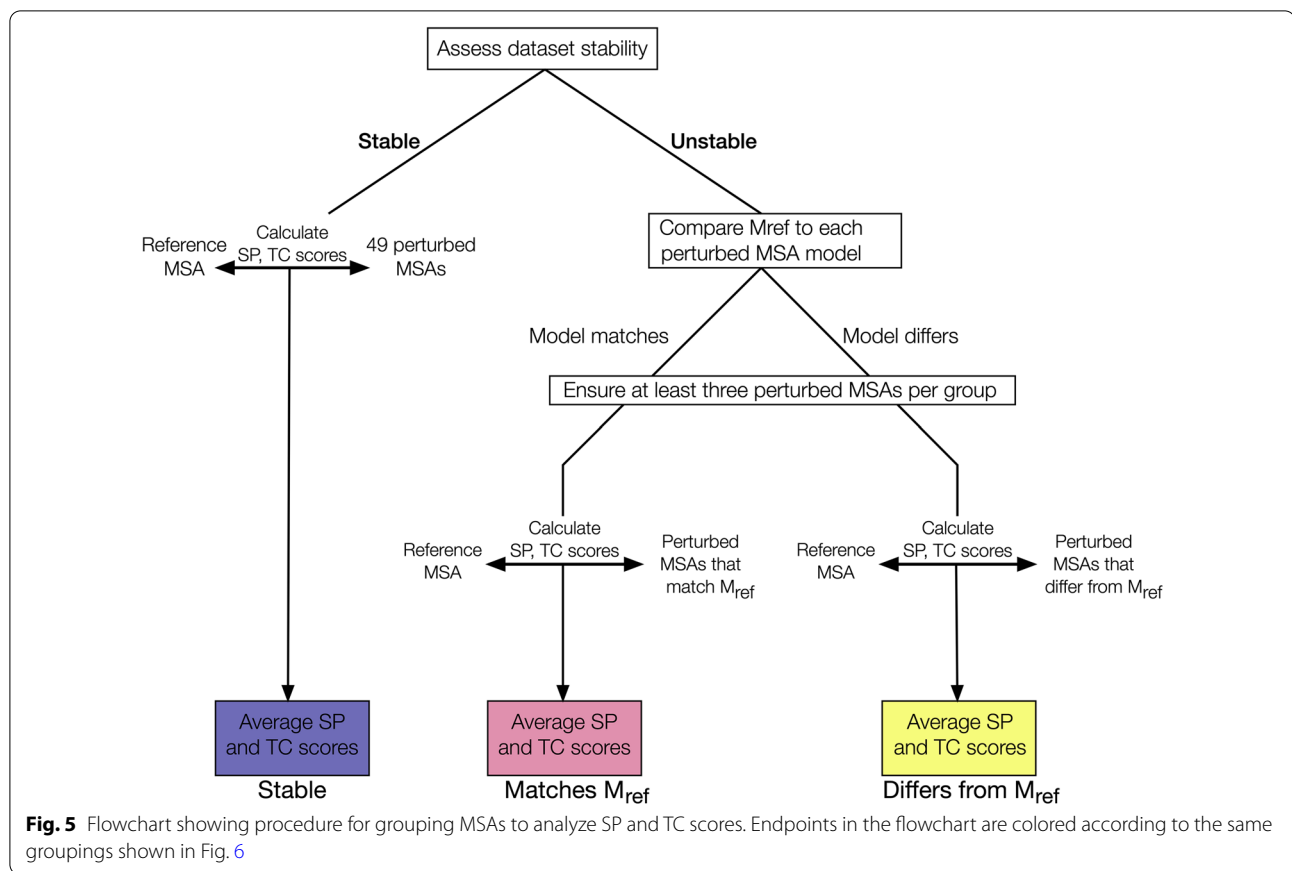 Assess dataset stability
Stable
Unstable
Calculate
SP, TC scores
Reference
MSA
49 perturbed
MSAs
Compare Mref to each
perturbed MSA model
Model matches
Model differs
Ensure at least three perturbed MSAs per group
Calculate
SP, TC scores
Reference
MSA
Perturbed
MSAs that
match Mref
Calculate
SP, TC scores
Reference
MSA
Perturbed
MSAs that
differ from Mref
Average SP
and TC scores
Stable
Average SP
and TC scores
Matches Mref
Average SP
and TC scores
Differs from Mref
Fig. 5 Flowchart showing procedure for grouping MSAs to analyze SP and TC scores. Endpoints in the flowchart are colored according to the same
groupings shown in Fig. 6